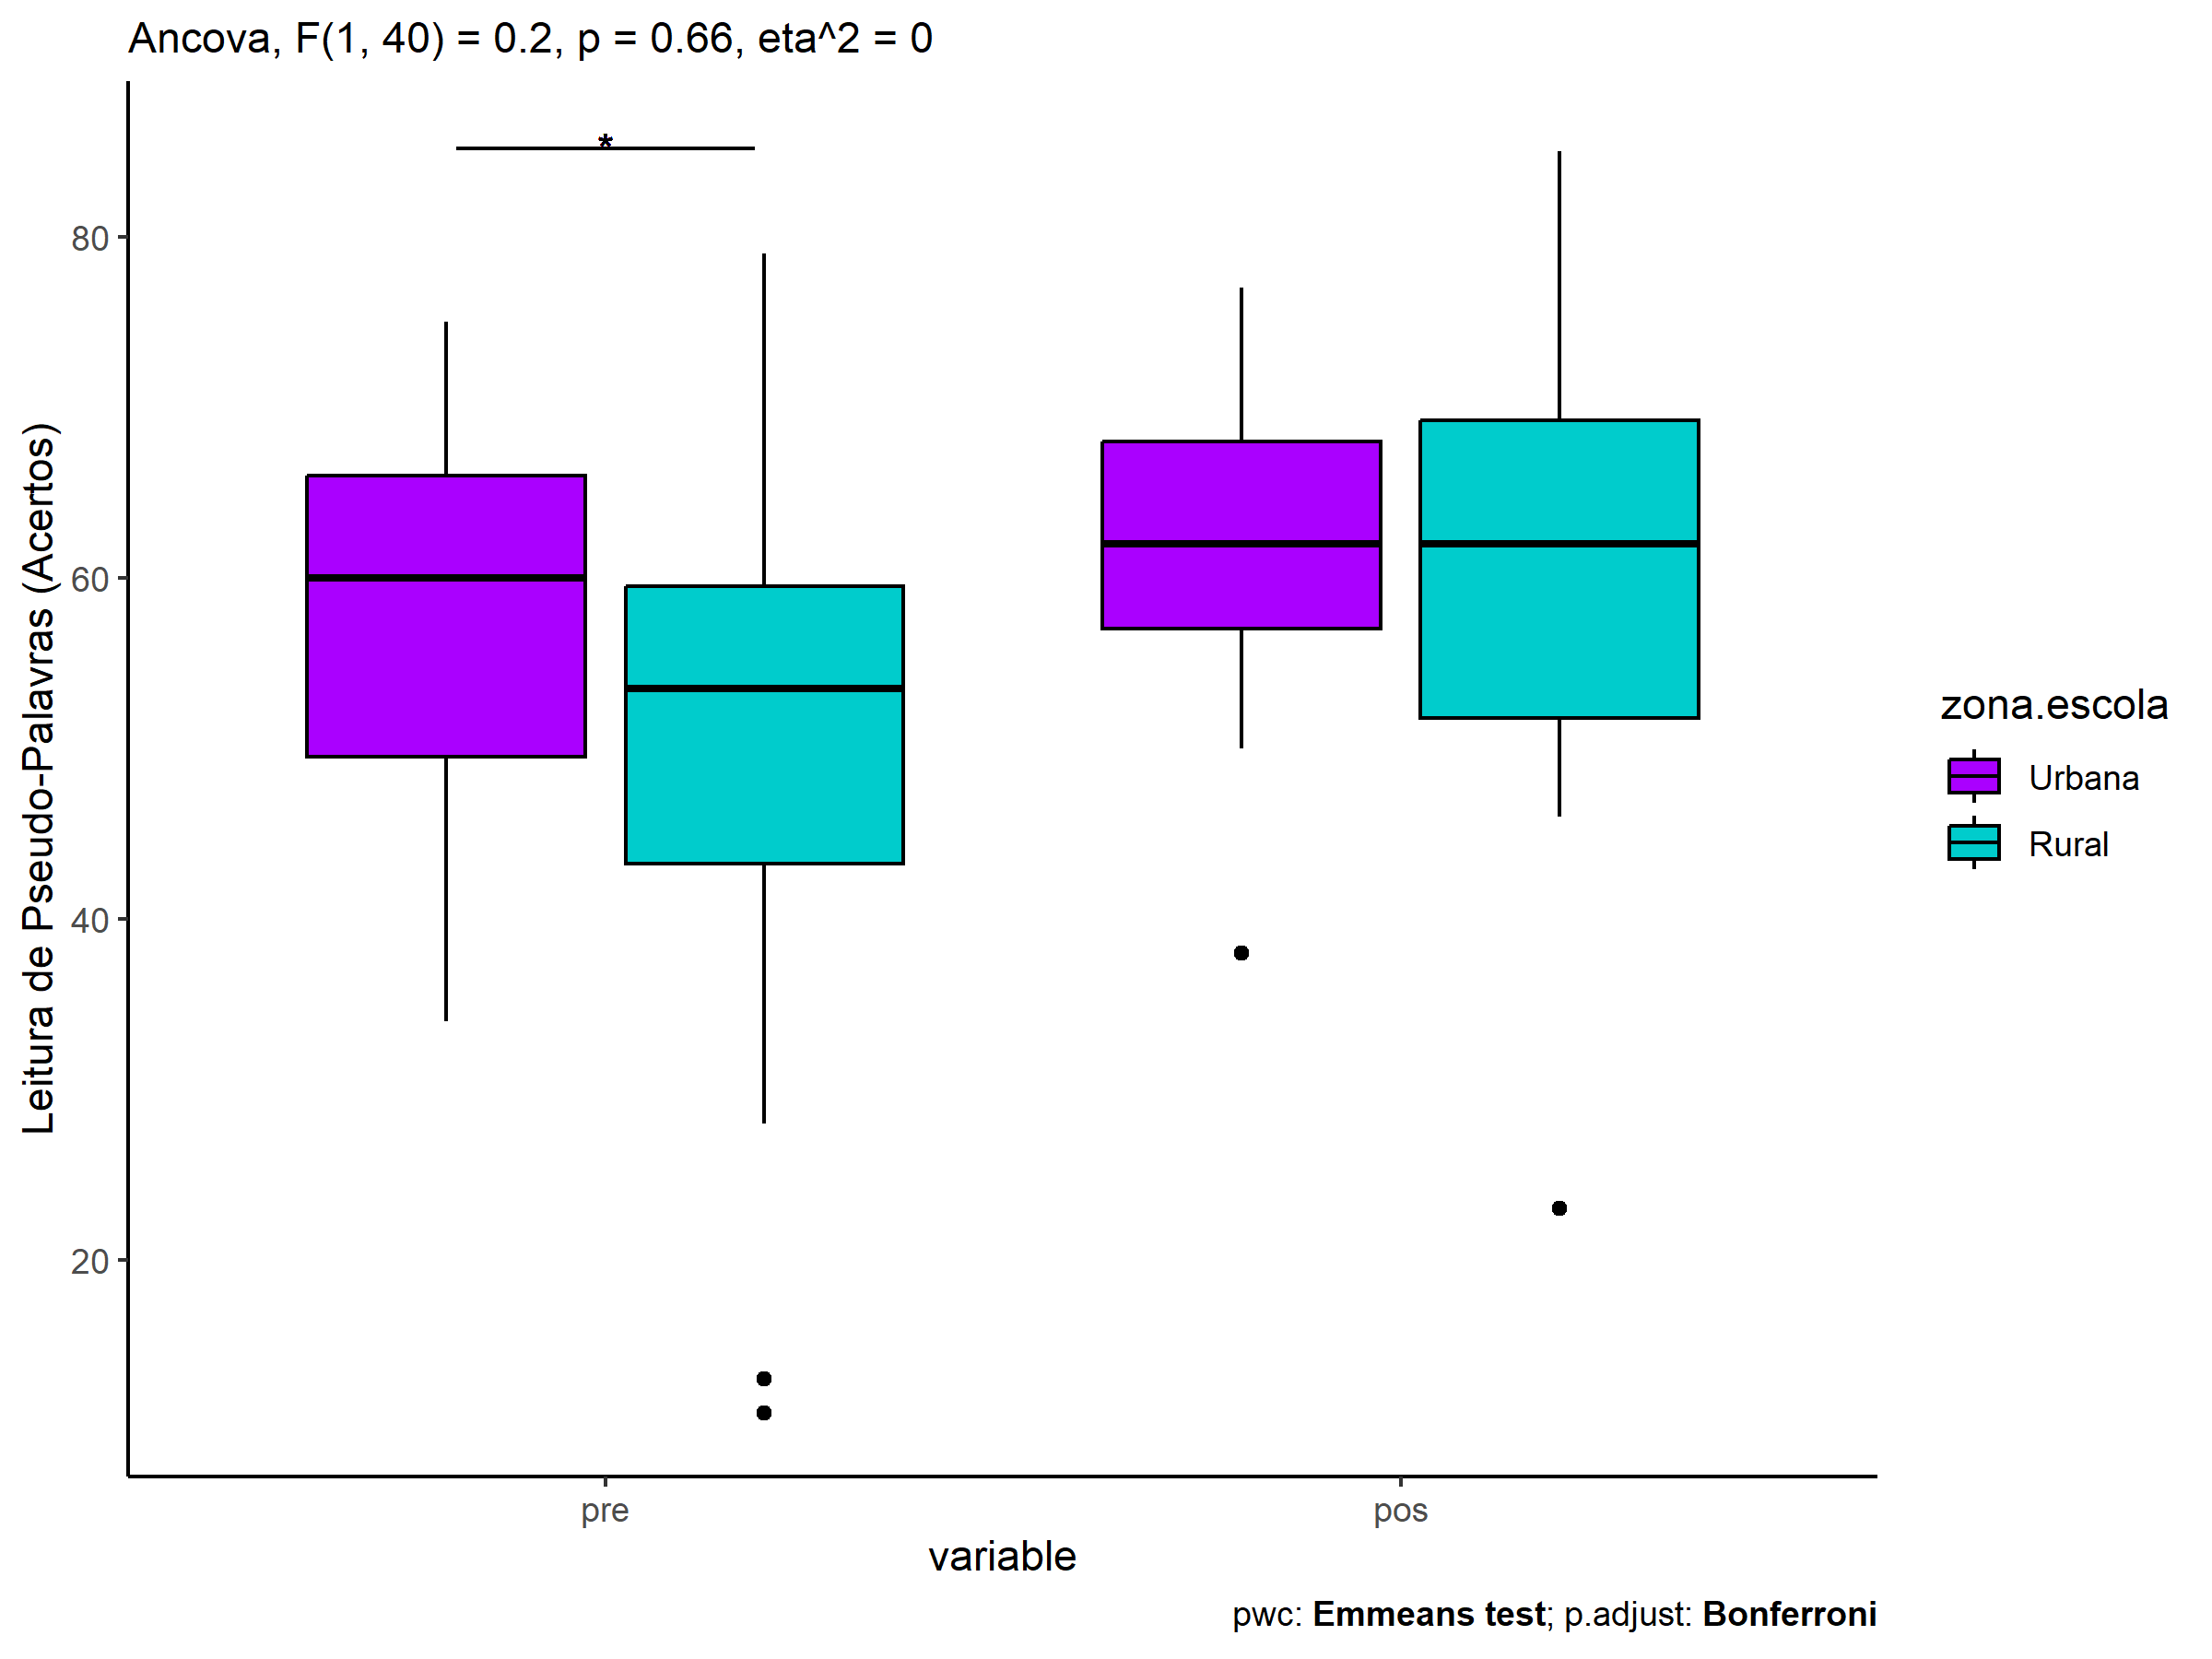 Ancova, F(1, 40) = 0.2, p = 0.66, eta^2 = 0
*
80
60
40
20
Leitura de Pseudo-Palavras (Acertos)
pre
pos
variable
zona.escola
Urbana
Rural
pwc: Emmeans test; p.adjust: Bonferroni